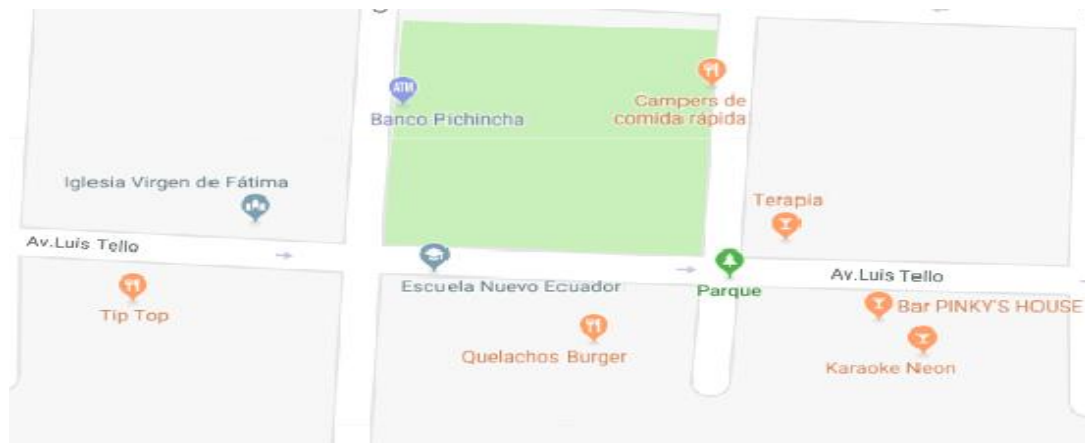 Campers de
comida rápida
ATM
Banco Pichincha
Iglesia Virgen de Fátima
Terapia
Av.Luis Tello
Av.Luis Tello
Escuela Nuevo Ecuador
Parque
Tip Top
Bar PINKY'S HOUSE
Quelachos Burger
Karaoke Neon